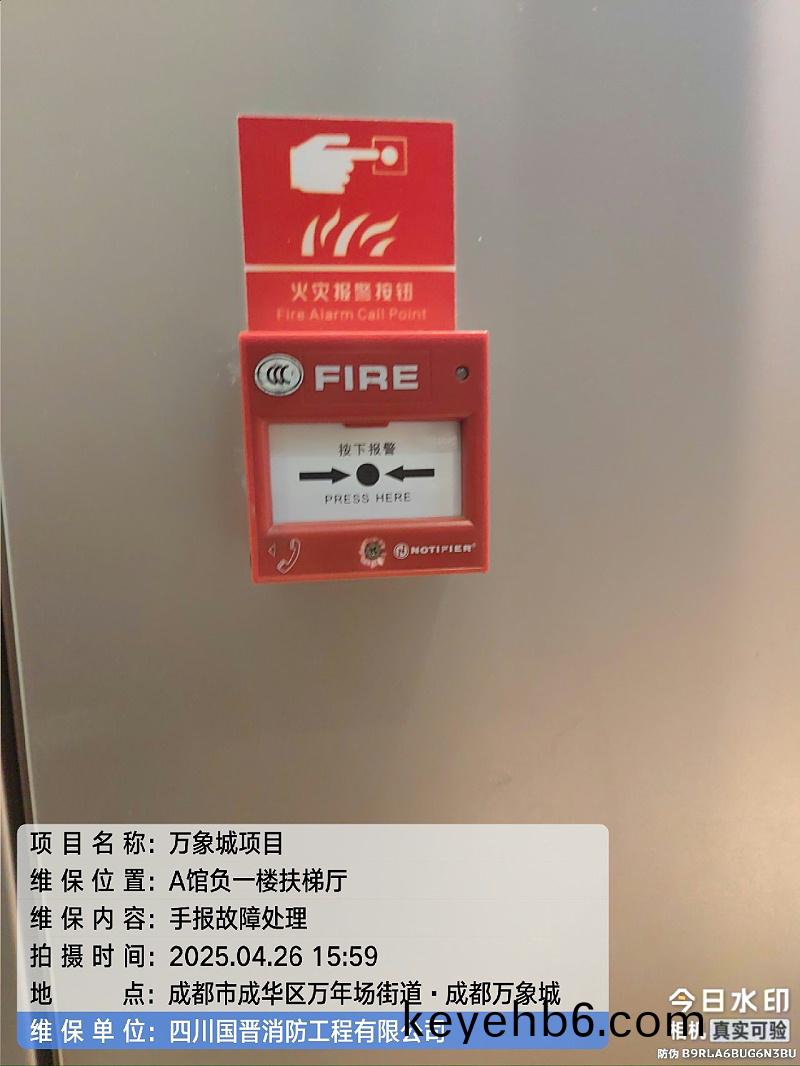 火灾报警按钮
Fire Alarm Call Point
CCC FIRE
按下报警
PRESS HERE
NOTIFIER
项目名称：万象城项目
维保位置：A馆负一楼扶梯厅
维保内容：手报故障处理
拍摄时间：2025.04.26 15:59
地点：成都市成华区万年场街道·成都万象城
维保单位：四川国晋消防工程有限公司
keyehb6.com
今日水印
相机 真实可验
防伪 B9RLA6BUG6N3BU